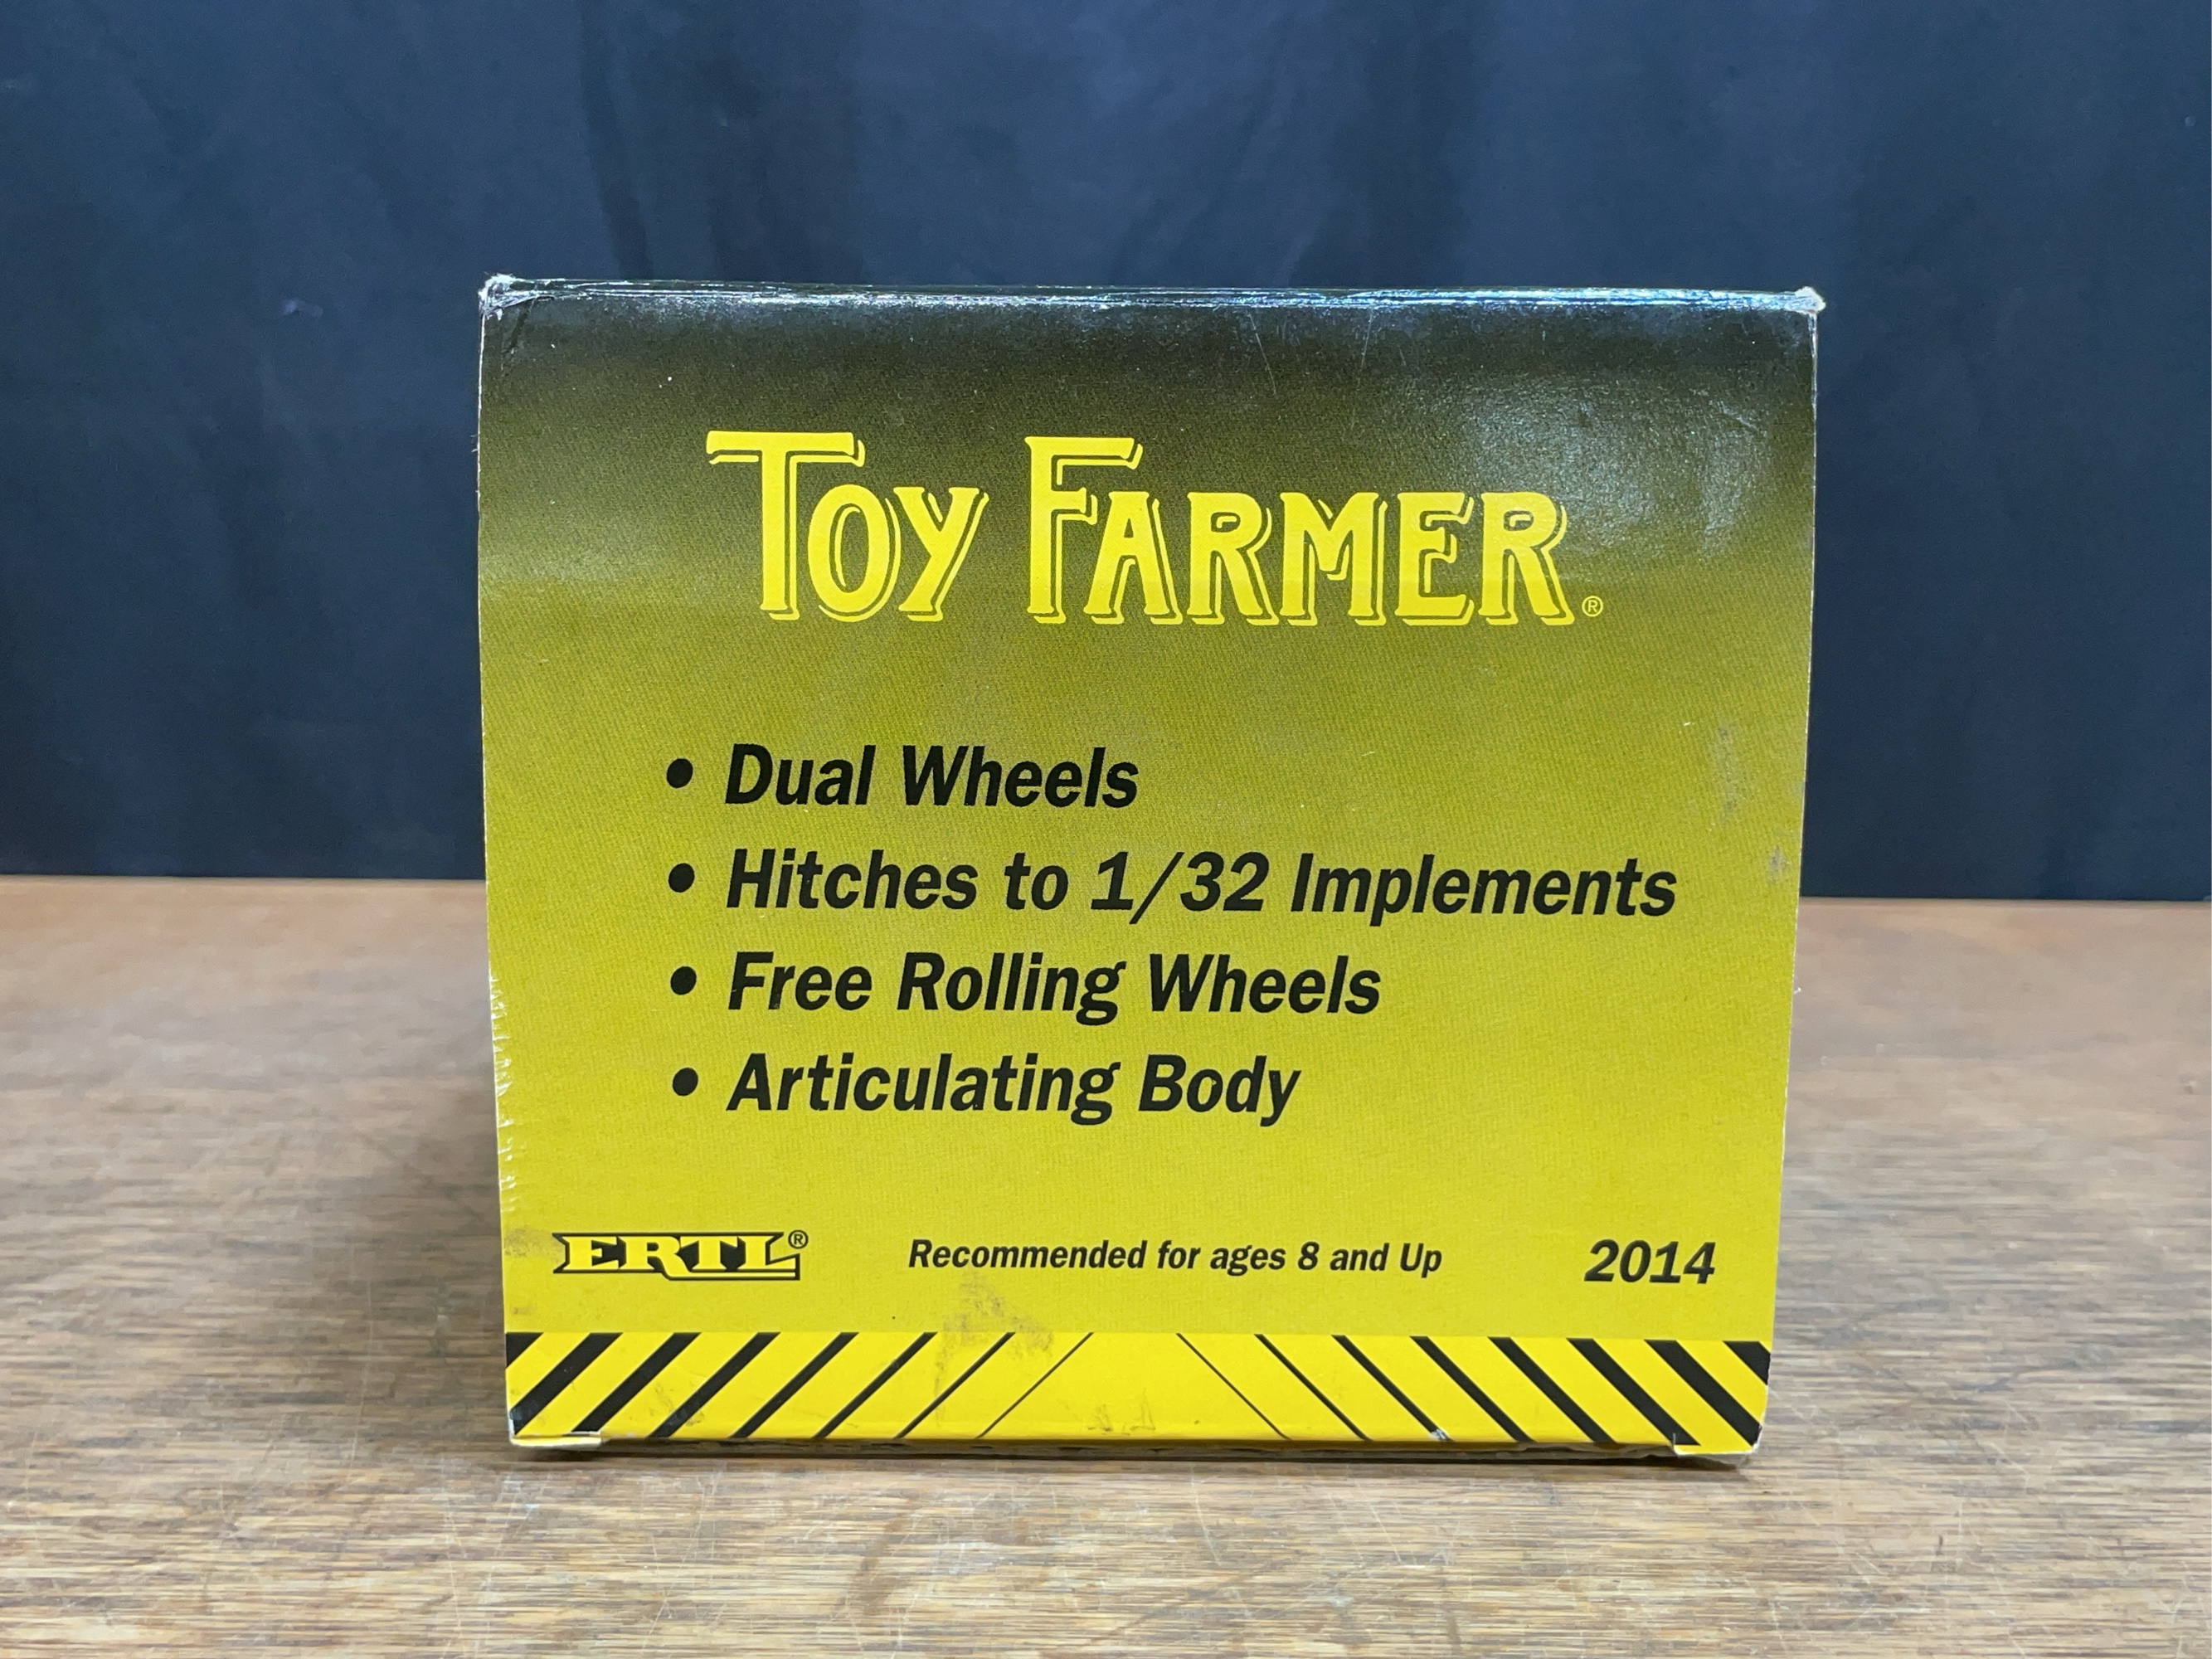 TOY FARMER®
• Dual Wheels
• Hitches to 1/32 Implements
• Free Rolling Wheels
• Articulating Body
ERTL® Recommended for ages 8 and Up 2014